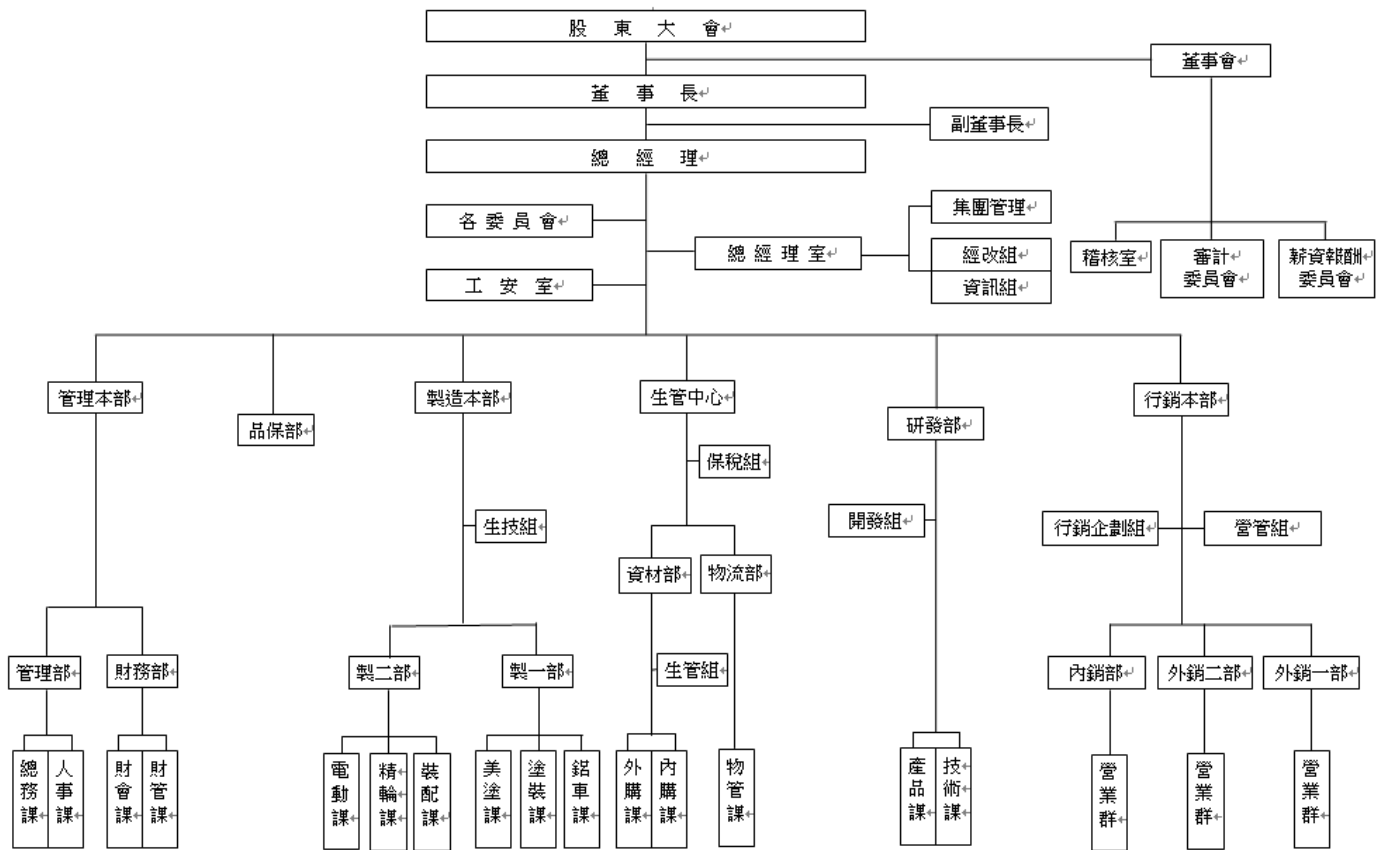 股東大會
董事會
董事長
副董事長
總經理
各委員會
集團管理
總經理室
經改組
資訊組
工安室
稽核室
審計
委員會
薪資報酬
委員會
管理本部
品保部
製造本部
生管中心
研發部
行銷本部
保稅組
生技組
開發組
行銷企劃組
營管組
資材部
物流部
管理部
財務部
製二部
製一部
生管組
內銷部
外銷二部
外銷一部
總務課
人事課
財會課
財管課
電動課
精輪課
裝配課
美塗課
塗裝課
鋁車課
外購課
內購課
物管課
產品課
技術課
營業群
營業群
營業群